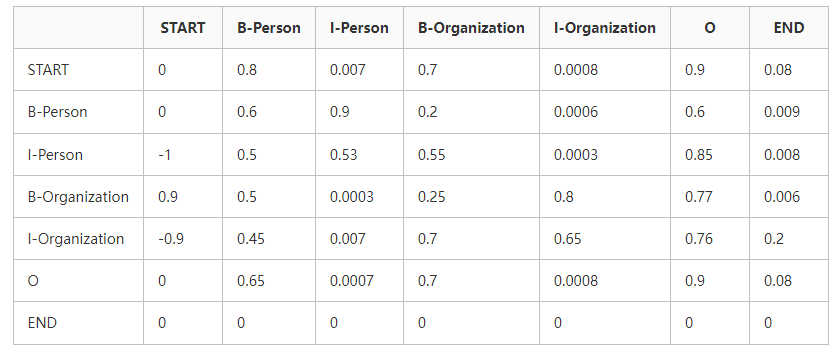 START B-Person I-Person B-Organization I-Organization O END
START 0 0.8 0.007 0.7 0.0008 0.9 0.08
B-Person 0 0.6 0.9 0.2 0.0006 0.6 0.009
I-Person -1 0.5 0.53 0.55 0.0003 0.85 0.008
B-Organization 0.9 0.5 0.0003 0.25 0.8 0.77 0.006
I-Organization -0.9 0.45 0.007 0.7 0.65 0.76 0.2
O 0 0.65 0.0007 0.7 0.0008 0.9 0.08
END 0 0 0 0 0 0 0